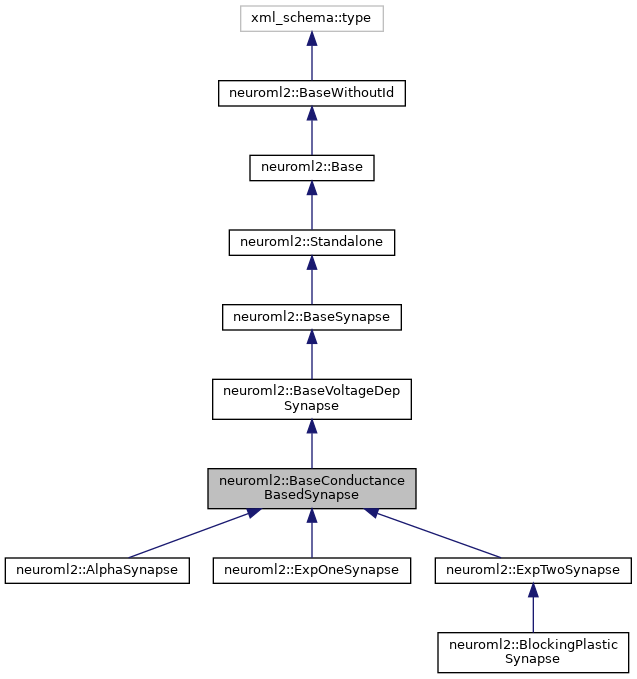 xml_schema::type
neuroml2::BaseWithoutId
neuroml2::Base
neuroml2::Standalone
neuroml2::BaseSynapse
neuroml2::BaseVoltageDep
Synapse
neuroml2::BaseConductance
BasedSynapse
neuroml2::AlphaSynapse
neuroml2::ExpOneSynapse
neuroml2::ExpTwoSynapse
neuroml2::BlockingPlastic
Synapse